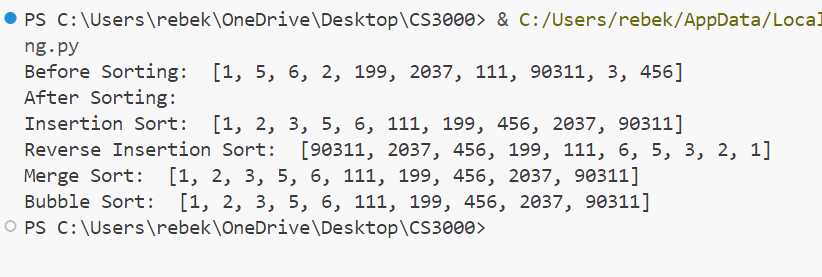 PS C:\Users\rebek\OneDrive\Desktop\CS3000> & C:/Users/rebek/AppData/Local
ng.py
Before Sorting:  [1, 5, 6, 2, 199, 2037, 111, 90311, 3, 456]
After Sorting:
Insertion Sort:  [1, 2, 3, 5, 6, 111, 199, 456, 2037, 90311]
Reverse Insertion Sort:  [90311, 2037, 456, 199, 111, 6, 5, 3, 2, 1]
Merge Sort:  [1, 2, 3, 5, 6, 111, 199, 456, 2037, 90311]
Bubble Sort:  [1, 2, 3, 5, 6, 111, 199, 456, 2037, 90311]
PS C:\Users\rebek\OneDrive\Desktop\CS3000>